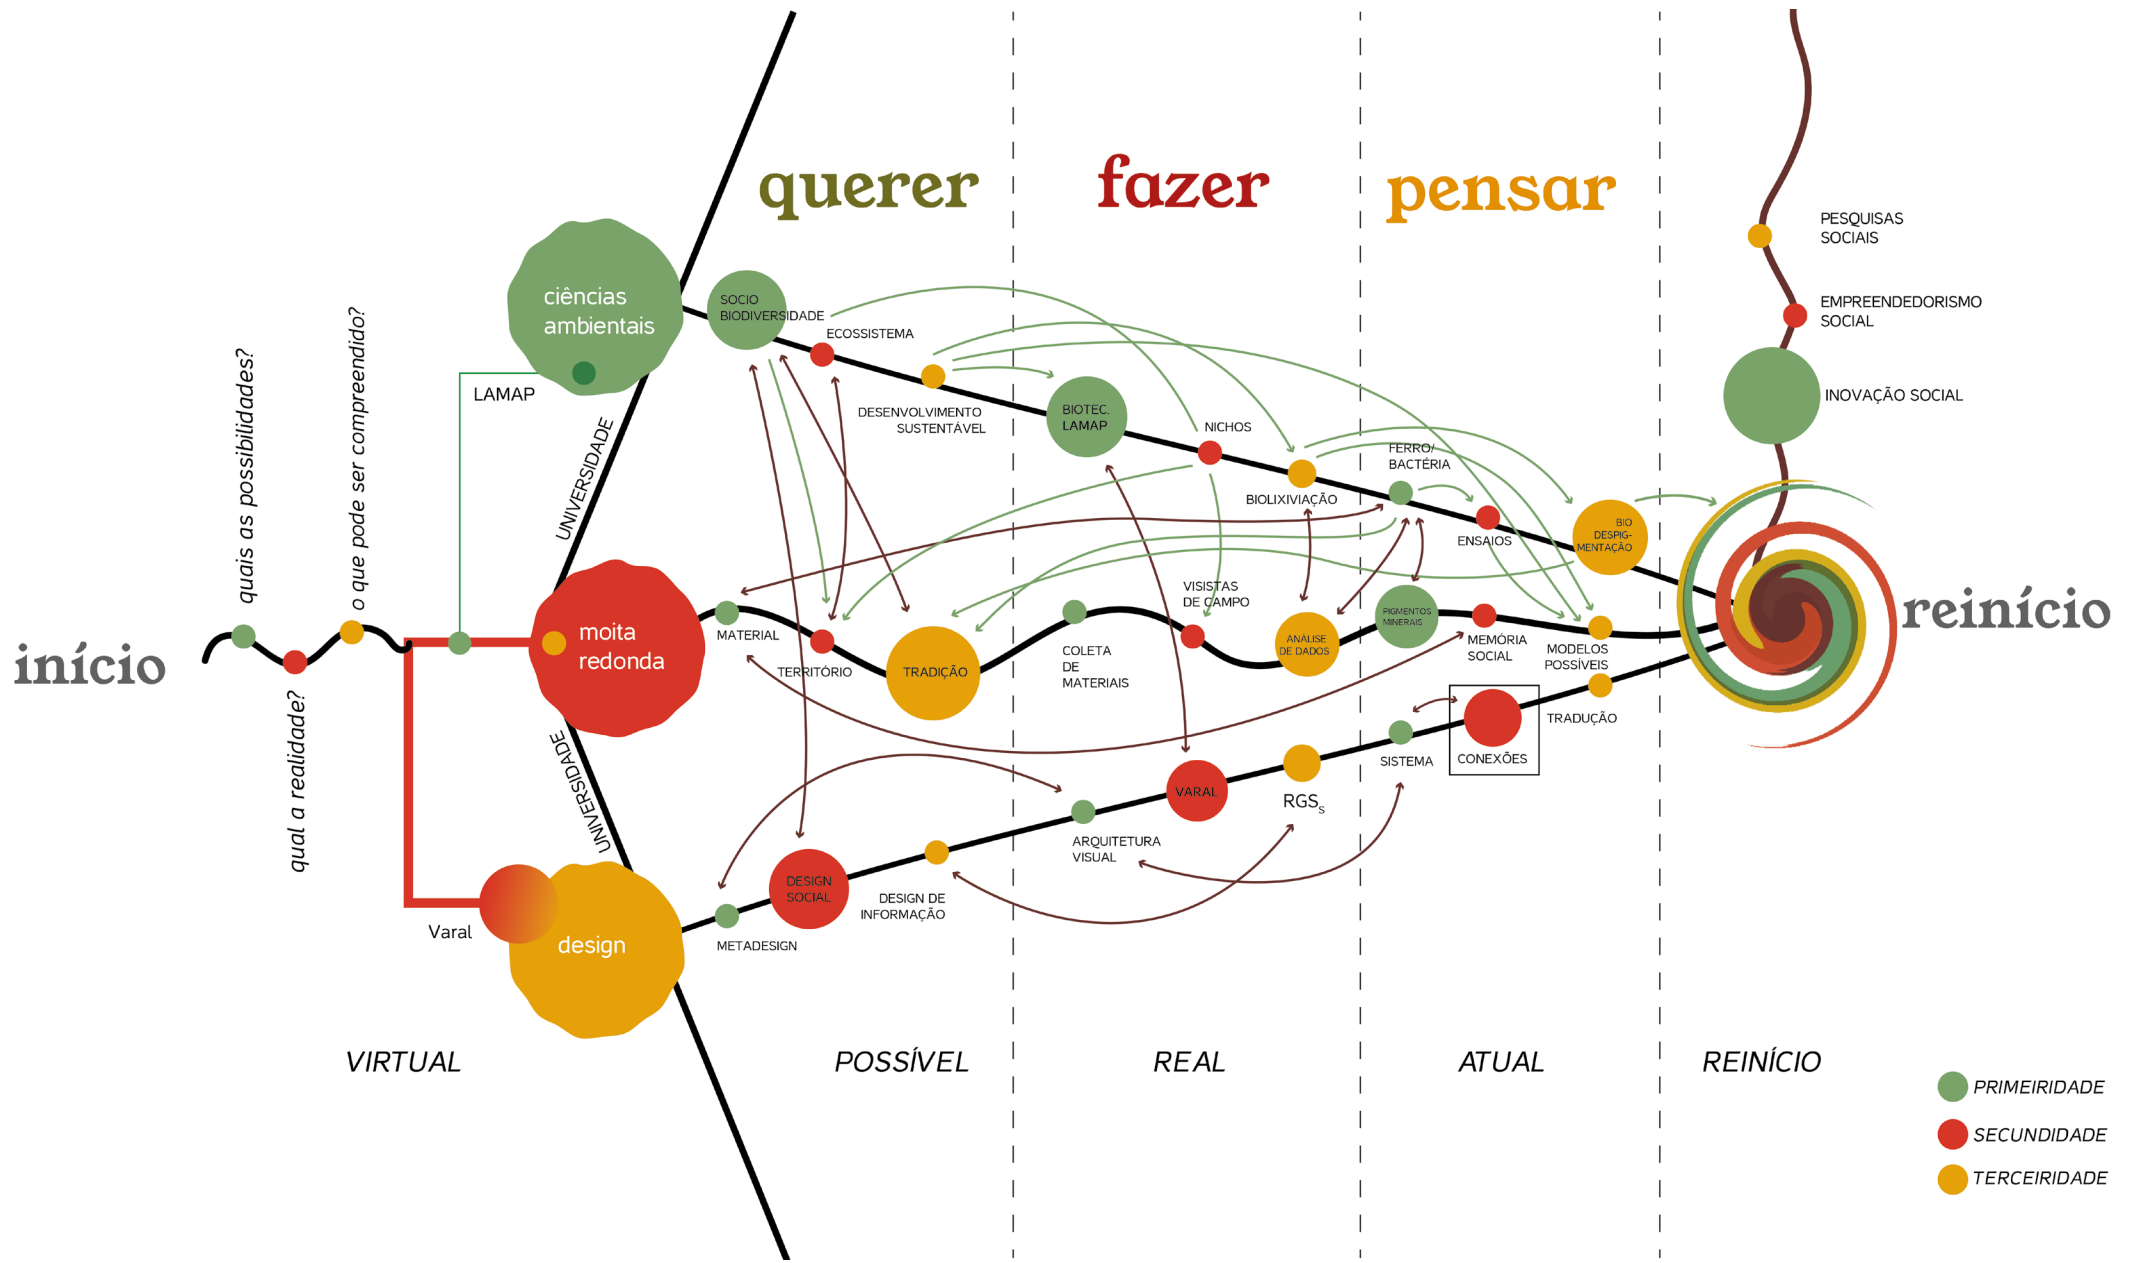 querer
fazer
pensar
início
reinício
quais as possibilidades?
qual a realidade?
o que pode ser compreendido?
LAMAP
Varal
ciências
ambientais
UNIVERSIDADE
moita
redonda
UNIVERSIDADE
design
SOCIO
BIODIVERSIDADE
ECOSSISTEMA
DESENVOLVIMENTO
SUSTENTÁVEL
BIOTEC.
LAMAP
NICHOS
BIOLIXIVIAÇÃO
FERRO/
BACTÉRIA
ENSAIOS
BIO
DESPIG-
MENTAÇÃO
MATERIAL
TERRITÓRIO
TRADIÇÃO
COLETA
DE
MATERIAIS
VISISTAS
DE CAMPO
ANÁLISE
DE DADOS
PIGMENTOS
MINERAIS
MEMÓRIA
SOCIAL
MODELOS
POSSÍVEIS
METADESIGN
DESIGN
SOCIAL
DESIGN DE
INFORMAÇÃO
ARQUITETURA
VISUAL
VARAL
RGSs
SISTEMA
CONEXÕES
TRADUÇÃO
PESQUISAS
SOCIAIS
EMPREENDEDORISMO
SOCIAL
INOVAÇÃO SOCIAL
VIRTUAL
POSSÍVEL
REAL
ATUAL
REINÍCIO
PRIMEIRIDADE
SECUNDIDADE
TERCEIRIDADE